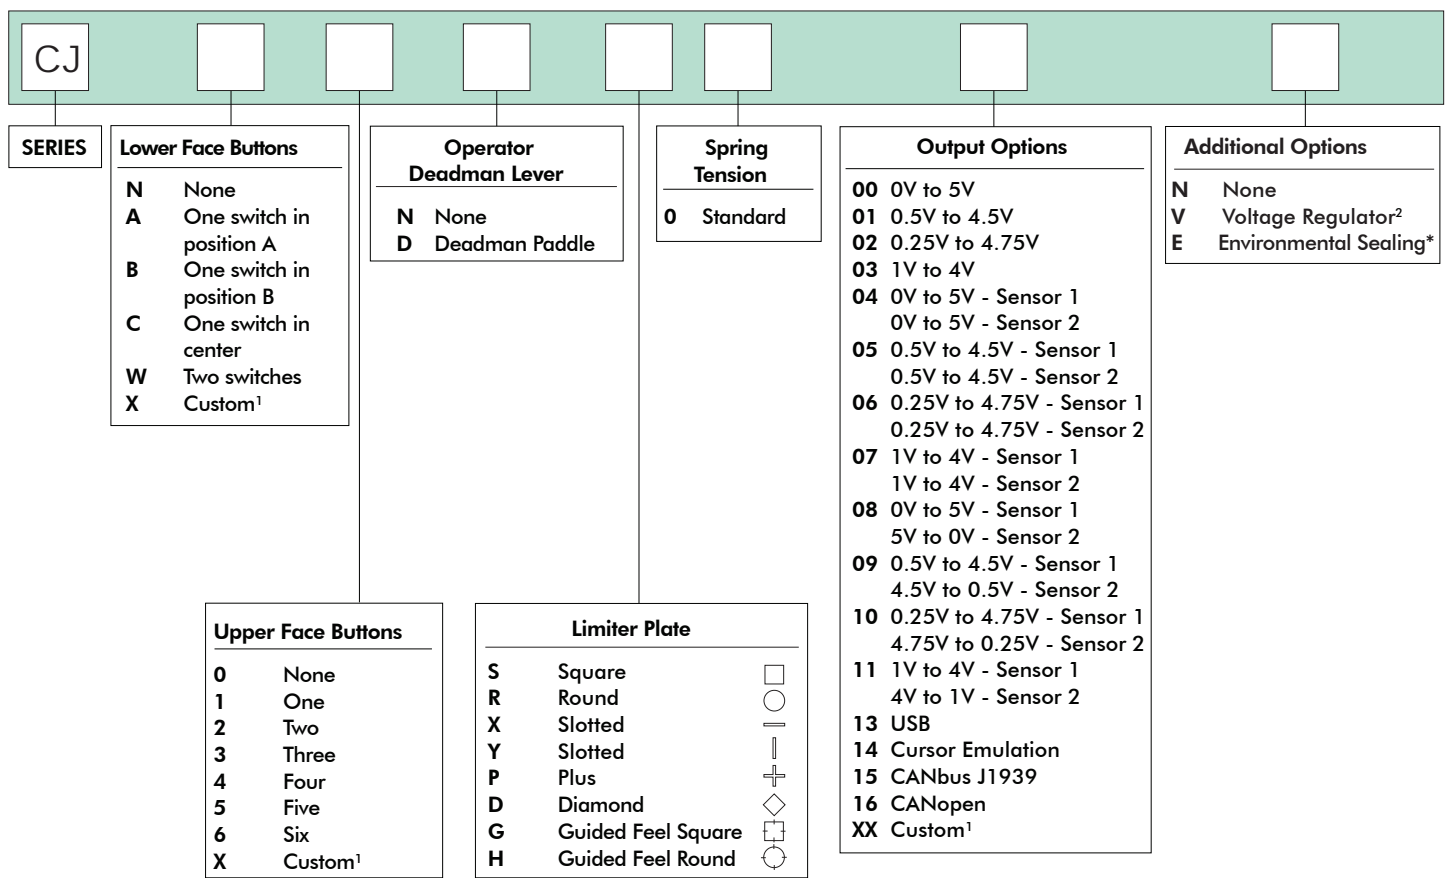 CJ
SERIES
Lower Face Buttons
N None
A One switch in
position A
B One switch in
position B
C One switch in
center
W Two switches
X Custom¹
Operator
Deadman Lever
N None
D Deadman Paddle
Spring
Tension
0 Standard
Output Options
00 0V to 5V
01 0.5V to 4.5V
02 0.25V to 4.75V
03 1V to 4V
04 0V to 5V - Sensor 1
0V to 5V - Sensor 2
05 0.5V to 4.5V - Sensor 1
0.5V to 4.5V - Sensor 2
06 0.25V to 4.75V - Sensor 1
0.25V to 4.75V - Sensor 2
07 1V to 4V - Sensor 1
1V to 4V - Sensor 2
08 0V to 5V - Sensor 1
5V to 0V - Sensor 2
09 0.5V to 4.5V - Sensor 1
4.5V to 0.5V - Sensor 2
10 0.25V to 4.75V - Sensor 1
4.75V to 0.25V - Sensor 2
11 1V to 4V - Sensor 1
4V to 1V - Sensor 2
13 USB
14 Cursor Emulation
15 CANbus J1939
16 CANopen
XX Custom¹
Additional Options
N None
V Voltage Regulator²
E Environmental Sealing*
Upper Face Buttons
0 None
1 One
2 Two
3 Three
4 Four
5 Five
6 Six
X Custom¹
Limiter Plate
S Square
R Round
X Slotted
Y Slotted
P Plus
D Diamond
G Guided Feel Square
H Guided Feel Round